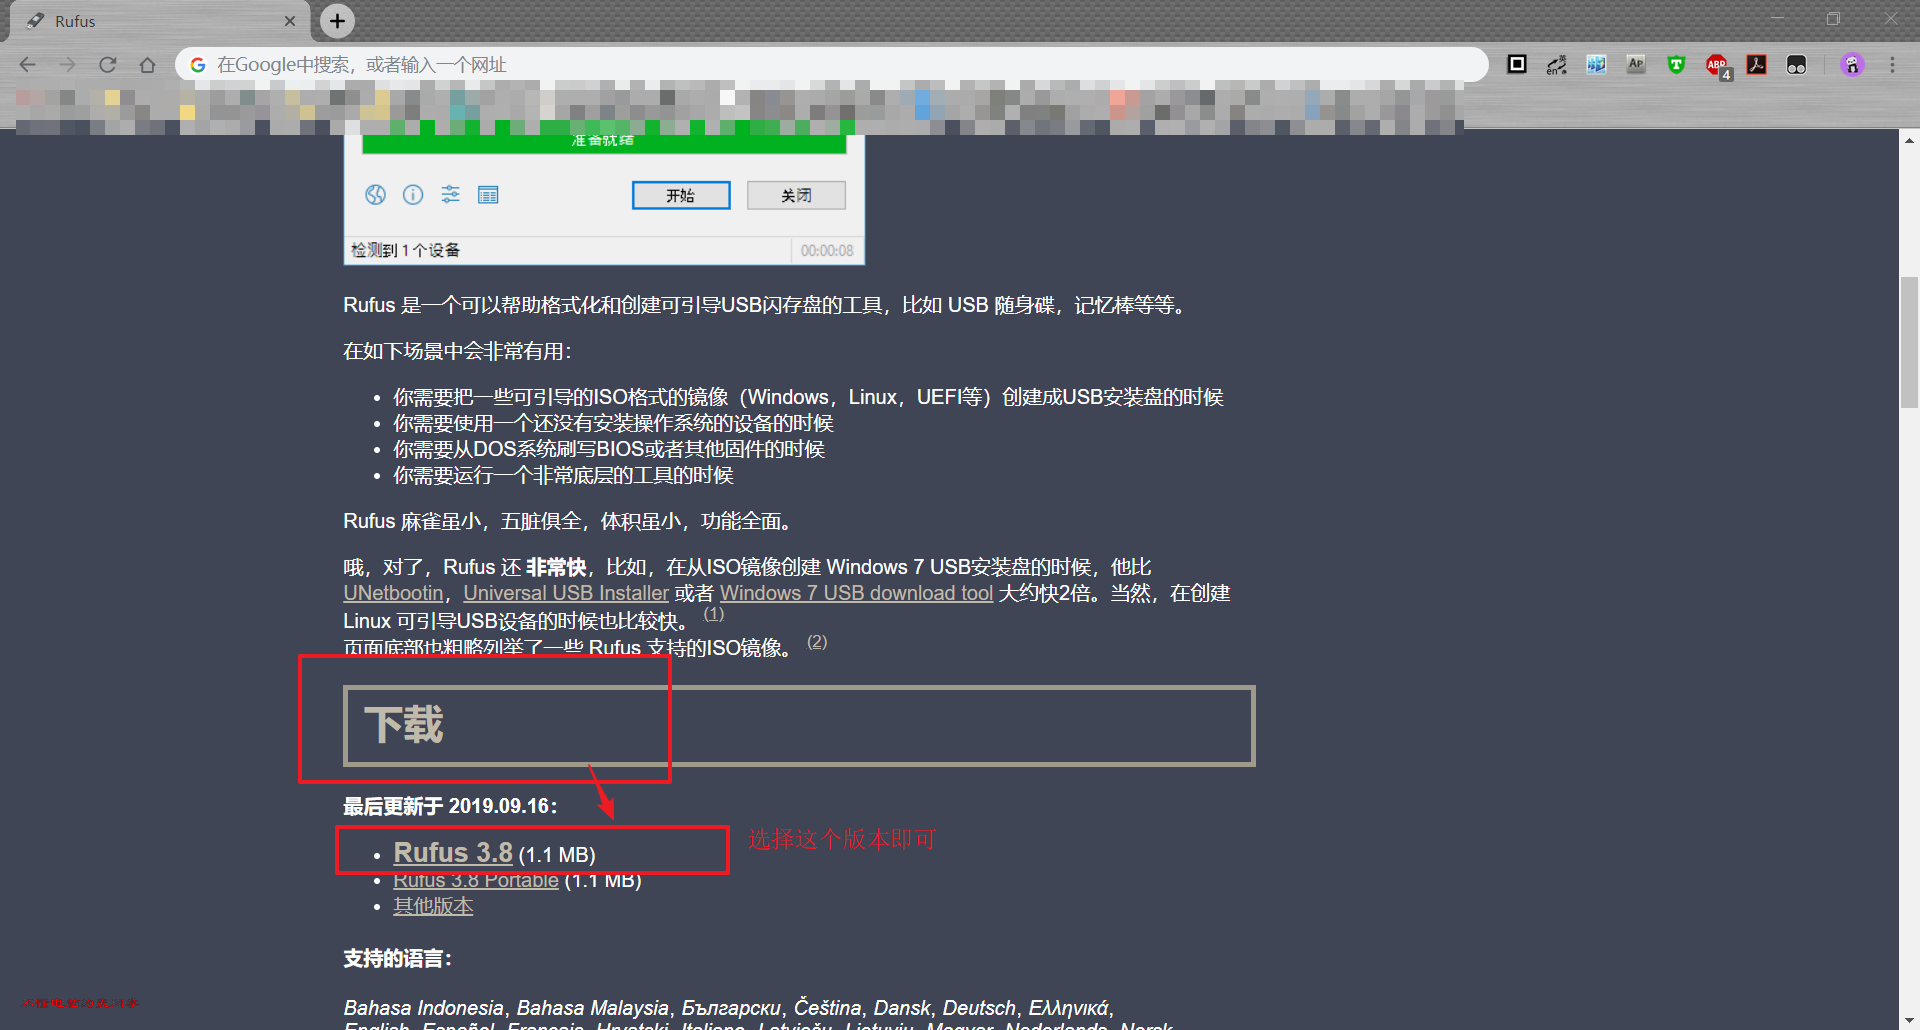 Rufus
在Google中搜索，或者输入一个网址
en
英
AP
T
ABP
4
准备就绪
开始
关闭
检测到 1 个设备
00:00:08
Rufus 是一个可以帮助格式化和创建可引导USB闪存盘的工具，比如 USB 随身碟，记忆棒等等。
在如下场景中会非常有用：
• 你需要把一些可引导的ISO格式的镜像（Windows，Linux，UEFI等）创建成USB安装盘的时候
• 你需要使用一个还没有安装操作系统的设备的时候
• 你需要从DOS系统刷写BIOS或者其他固件的时候
• 你需要运行一个非常底层的工具的时候
Rufus 麻雀虽小，五脏俱全，体积虽小，功能全面。
哦，对了，Rufus 还 非常快，比如，在从ISO镜像创建 Windows 7 USB安装盘的时候，他比
UNetbootin，Universal USB Installer 或者 Windows 7 USB download tool 大约快2倍。当然，在创建
Linux 可引导USB设备的时候也比较快。 (1)
页面底部也粗略列举了一些 Rufus 支持的ISO镜像。 (2)
下载
最后更新于 2019.09.16：
• Rufus 3.8 (1.1 MB)
选择这个版本即可
• Rufus 3.8 Portable (1.1 MB)
• 其他版本
支持的语言：
Bahasa Indonesia, Bahasa Malaysia, Български, Čeština, Dansk, Deutsch, Ελληνικά,
English, Español, Français, Hrvatski, Italiano, Latviešu, Lietuvių, Magyar, Nederlands, Norsk